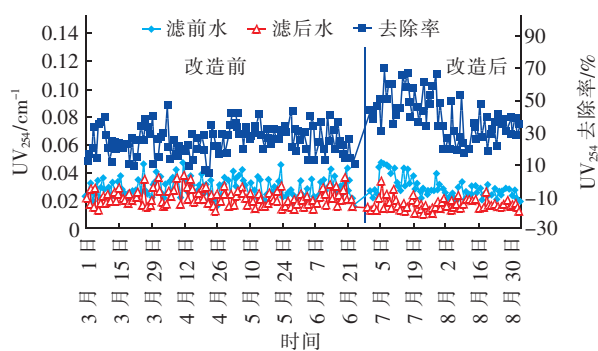 滤前水 滤后水 去除率
改造前 改造后
UV254/cm−1
0.14
0.12
0.10
0.08
0.06
0.04
0.02
0
UV254去除率/%
90
70
50
30
10
−10
−30
3月1日
3月15日
3月29日
4月12日
4月26日
5月10日
5月24日
6月7日
6月21日
7月5日
7月19日
8月2日
8月16日
8月30日
时间